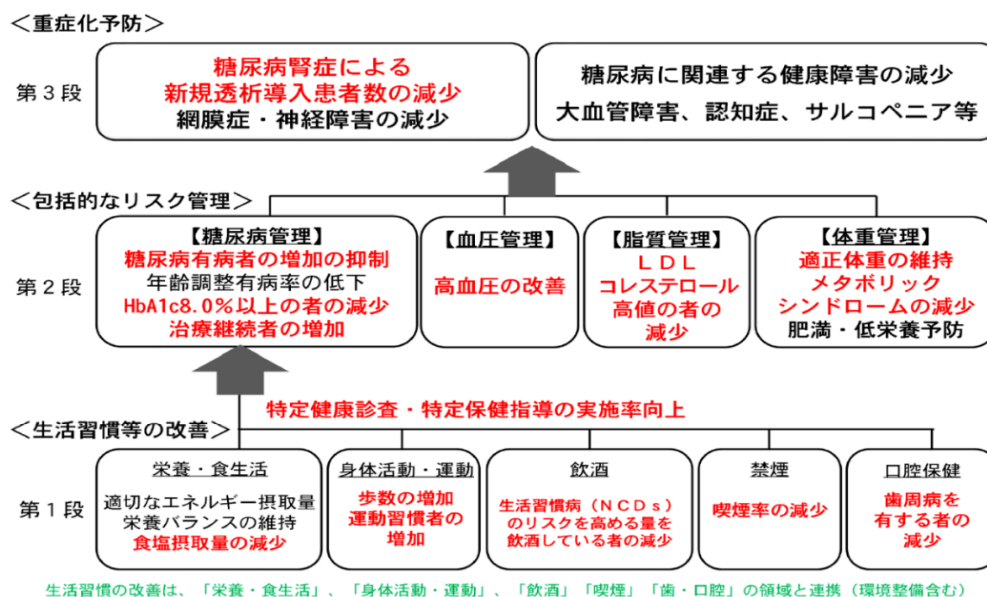 ＜重症化予防＞
第３段
糖尿病腎症による
新規透析導入患者数の減少
網膜症・神経障害の減少
糖尿病に関連する健康障害の減少
大血管障害、認知症、サルコペニア等
＜包括的なリスク管理＞
第２段
【糖尿病管理】
糖尿病有病者の増加の抑制
年齢調整有病率の低下
HbA1c8.0％以上の者の減少
治療継続者の増加
【血圧管理】
高血圧の改善
【脂質管理】
ＬＤＬ
コレステロール
高値の者の
減少
【体重管理】
適正体重の維持
メタボリック
シンドロームの減少
肥満・低栄養予防
特定健康診査・特定保健指導の実施率向上
＜生活習慣等の改善＞
第１段
栄養・食生活
適切なエネルギー摂取量
栄養バランスの維持
食塩摂取量の減少
身体活動・運動
歩数の増加
運動習慣者の
増加
飲酒
生活習慣病（ＮＣＤｓ）
のリスクを高める量を
飲酒している者の減少
禁煙
喫煙率の減少
口腔保健
歯周病を
有する者の
減少
生活習慣の改善は、「栄養・食生活」、「身体活動・運動」、「飲酒」「喫煙」「歯・口腔」の領域と連携（環境整備含む）